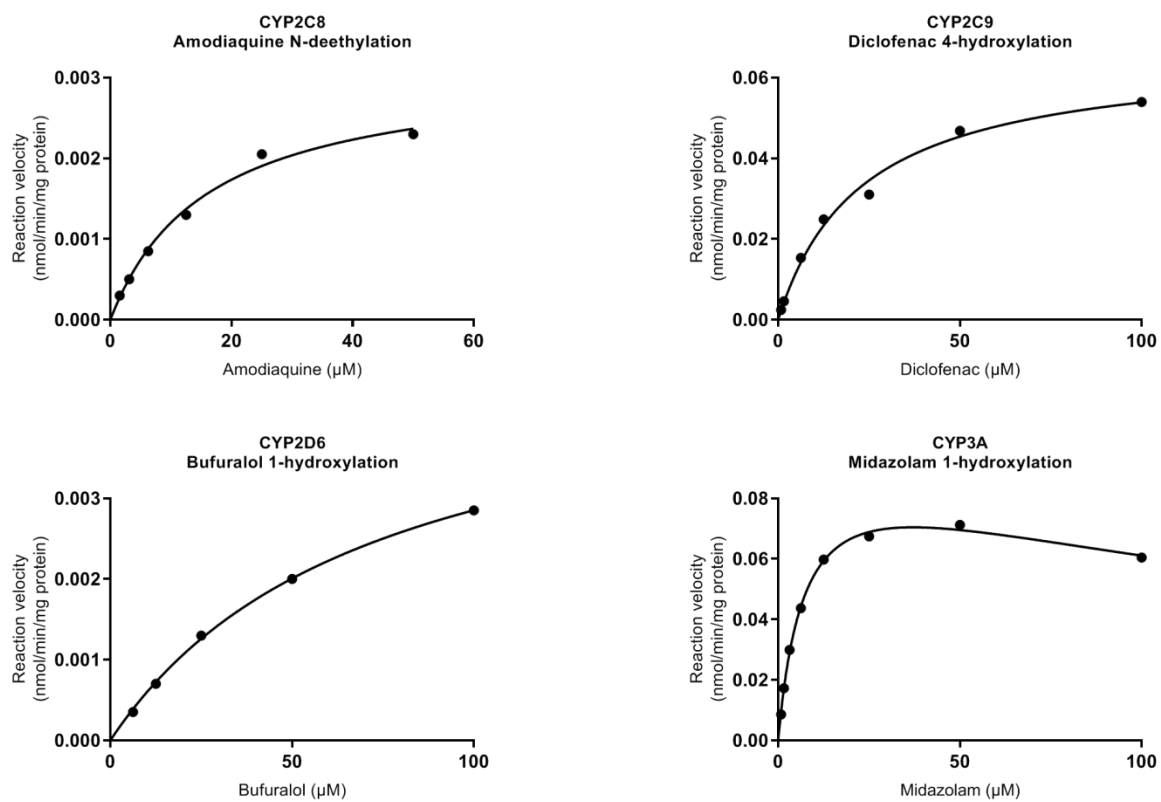 CYP2C8
Amodiaquine N-deethylation
0.003
0.002
0.001
0.000
Reaction velocity
(nmol/min/mg protein)
0
20
40
60
Amodiaquine (µM)
CYP2C9
Diclofenac 4-hydroxylation
0.06
0.04
0.02
0.00
Reaction velocity
(nmol/min/mg protein)
0
50
100
Diclofenac (µM)
CYP2D6
Bufuralol 1-hydroxylation
0.003
0.002
0.001
0.000
Reaction velocity
(nmol/min/mg protein)
0
50
100
Bufuralol (µM)
CYP3A
Midazolam 1-hydroxylation
0.08
0.06
0.04
0.02
0.00
Reaction velocity
(nmol/min/mg protein)
0
50
100
Midazolam (µM)